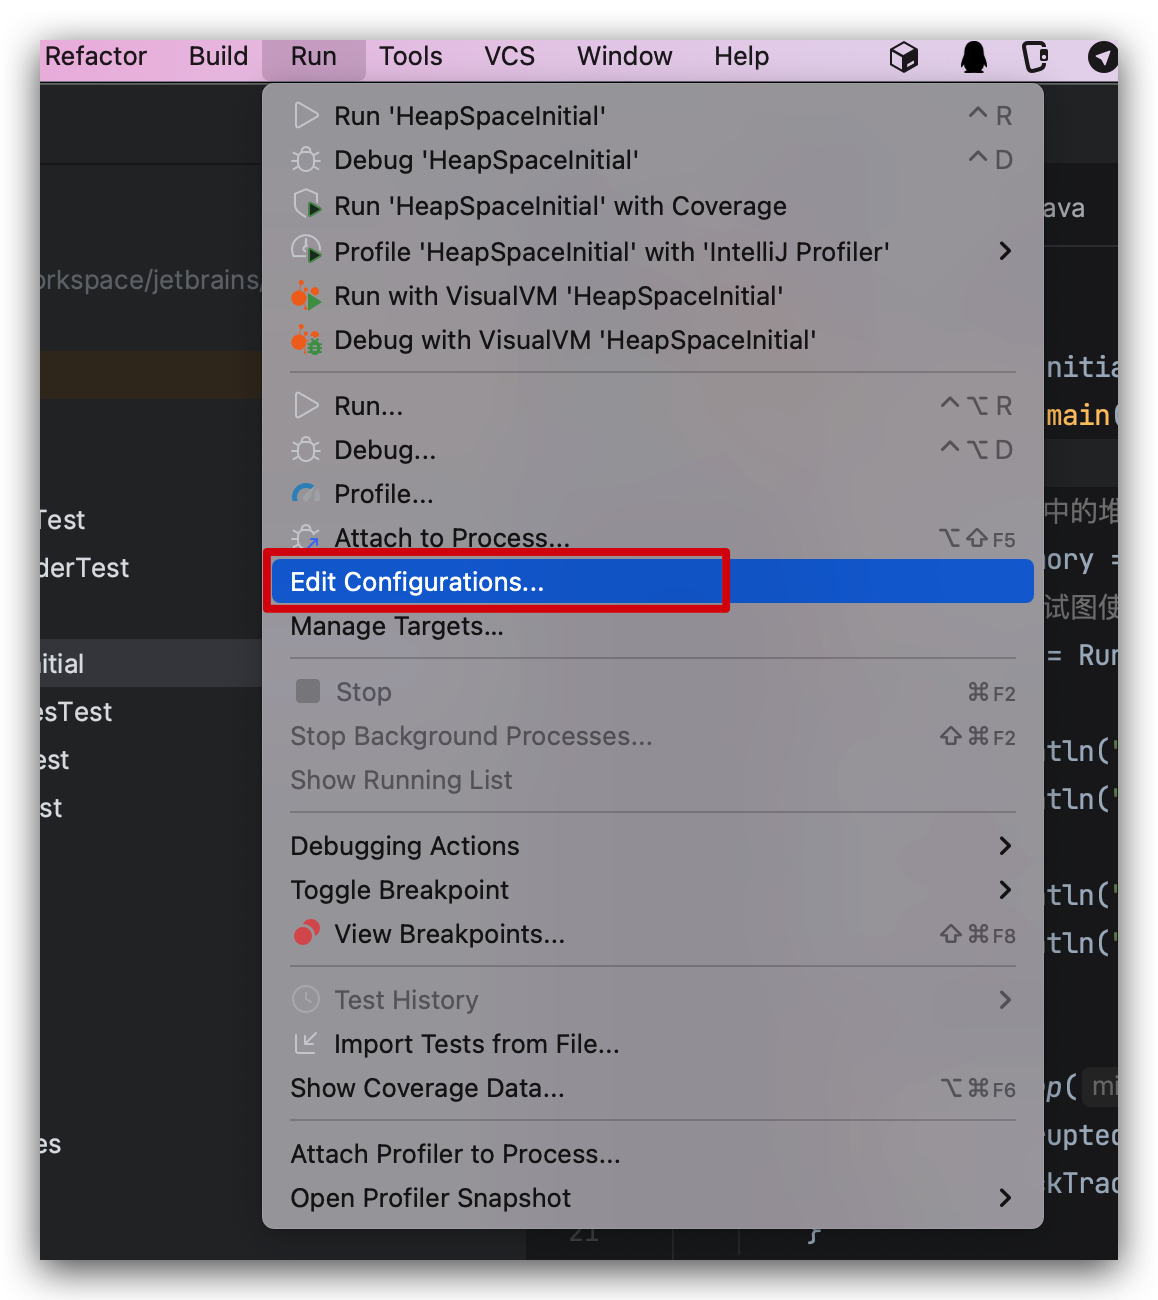 Refactor Build Run Tools VCS Window Help
Run 'HeapSpaceInitial' ^ R
Debug 'HeapSpaceInitial' ^ D
Run 'HeapSpaceInitial' with Coverage
ava
Profile 'HeapSpaceInitial' with 'IntelliJ Profiler'
orkspace/jetbrains/
Run with VisualVM 'HeapSpaceInitial'
Debug with VisualVM 'HeapSpaceInitial'
nitia
Run... ^⌥R
main(
Debug... ^⌥D
Profile...
Test
中的堆
Attach to Process... ⌥⇧F5
ory =
derTest
Edit Configurations...
试图使
Manage Targets...
= Run
itial
Stop ⌘F2
esTest
Stop Background Processes... ⇧⌘F2
tln("
est
Show Running List
tln("
st
Debugging Actions
Toggle Breakpoint
tln("
View Breakpoints... ⇧⌘F8
tln("
Test History
Import Tests from File...
Show Coverage Data... ⌥⌘F6
ep( mi
es
rupted
Attach Profiler to Process...
ckTrac
Open Profiler Snapshot
21 }